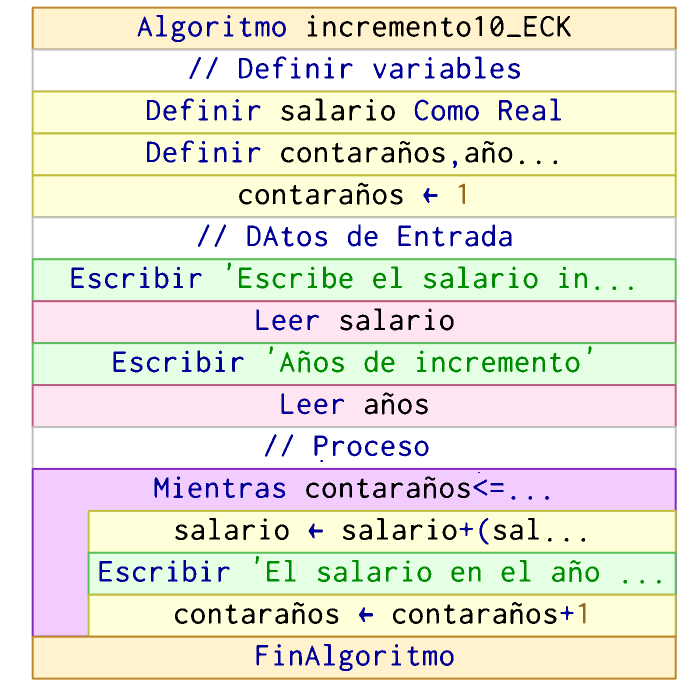 Algoritmo incremento10_ECK
// Definir variables
Definir salario Como Real
Definir contaraños,año...
contaraños ← 1
// DAtos de Entrada
Escribir 'Escribe el salario in...
Leer salario
Escribir 'Años de incremento'
Leer años
// Proceso
Mientras contaraños<=...
salario ← salario+(sal...
Escribir 'El salario en el año ...
contaraños ← contaraños+1
FinAlgoritmo